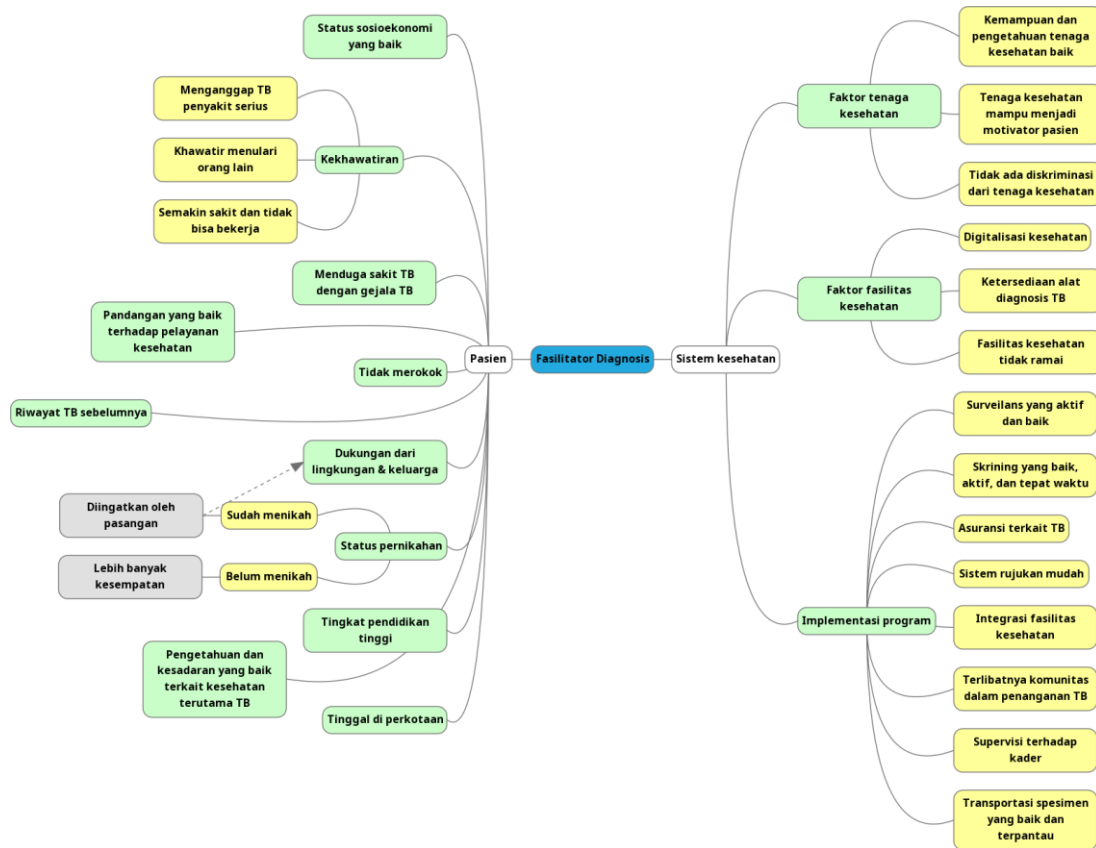 Status sosioekonomi
yang baik
Menganggap TB
penyakit serius
Khawatir menulari
orang lain
Semakin sakit dan tidak
bisa bekerja
Kekhawatiran
Menduga sakit TB
dengan gejala TB
Pandangan yang baik
terhadap pelayanan
kesehatan
Tidak merokok
Riwayat TB sebelumnya
Dukungan dari
lingkungan & keluarga
Diingatkan oleh
pasangan
Sudah menikah
Status pernikahan
Lebih banyak
kesempatan
Belum menikah
Tingkat pendidikan
tinggi
Pengetahuan dan
kesadaran yang baik
terkait kesehatan
terutama TB
Tinggal di perkotaan
Pasien
Fasilitator Diagnosis
Sistem kesehatan
Faktor tenaga
kesehatan
Kemampuan dan
pengetahuan tenaga
kesehatan baik
Tenaga kesehatan
mampu menjadi
motivator pasien
Tidak ada diskriminasi
dari tenaga kesehatan
Faktor fasilitas
kesehatan
Digitalisasi kesehatan
Ketersediaan alat
diagnosis TB
Fasilitas kesehatan
tidak ramai
Implementasi program
Surveilans yang aktif
dan baik
Skrining yang baik,
aktif, dan tepat waktu
Asuransi terkait TB
Sistem rujukan mudah
Integrasi fasilitas
kesehatan
Terlibatnya komunitas
dalam penanganan TB
Supervisi terhadap
kader
Transportasi spesimen
yang baik dan
terpantau